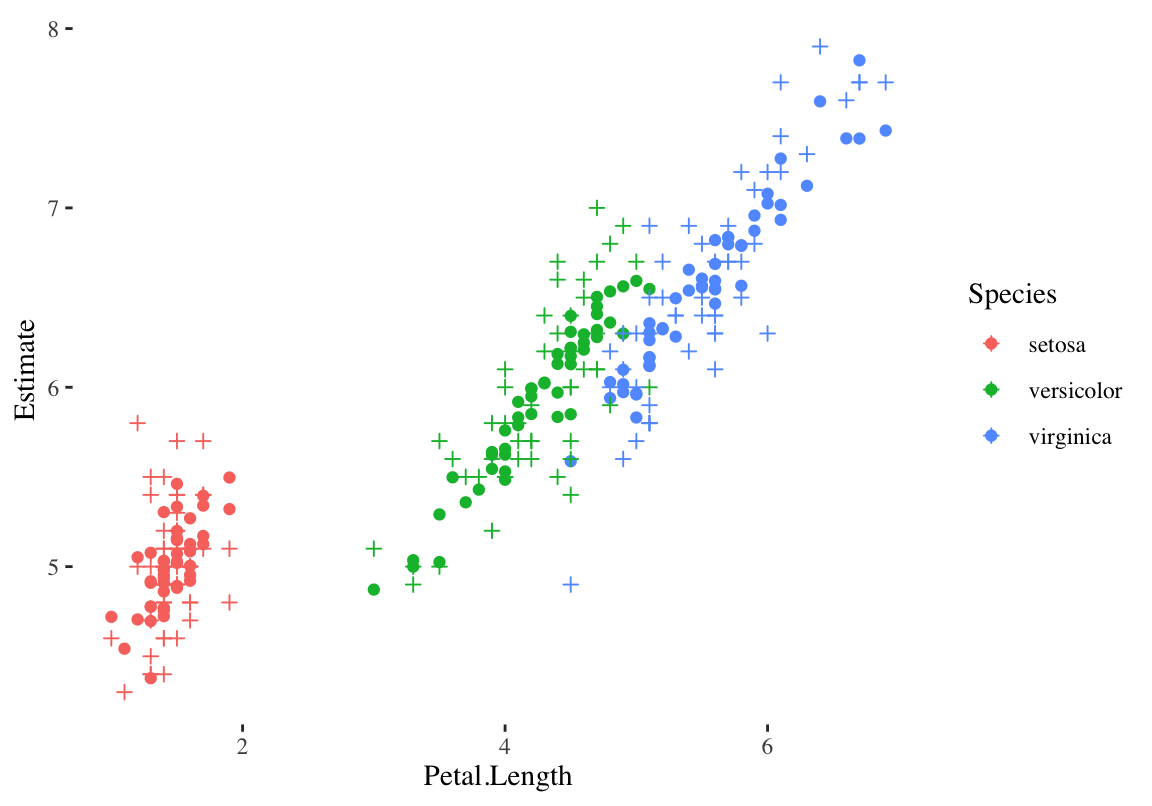 8
7
6
5
Estimate
2
4
6
Petal.Length
Species
setosa
versicolor
virginica